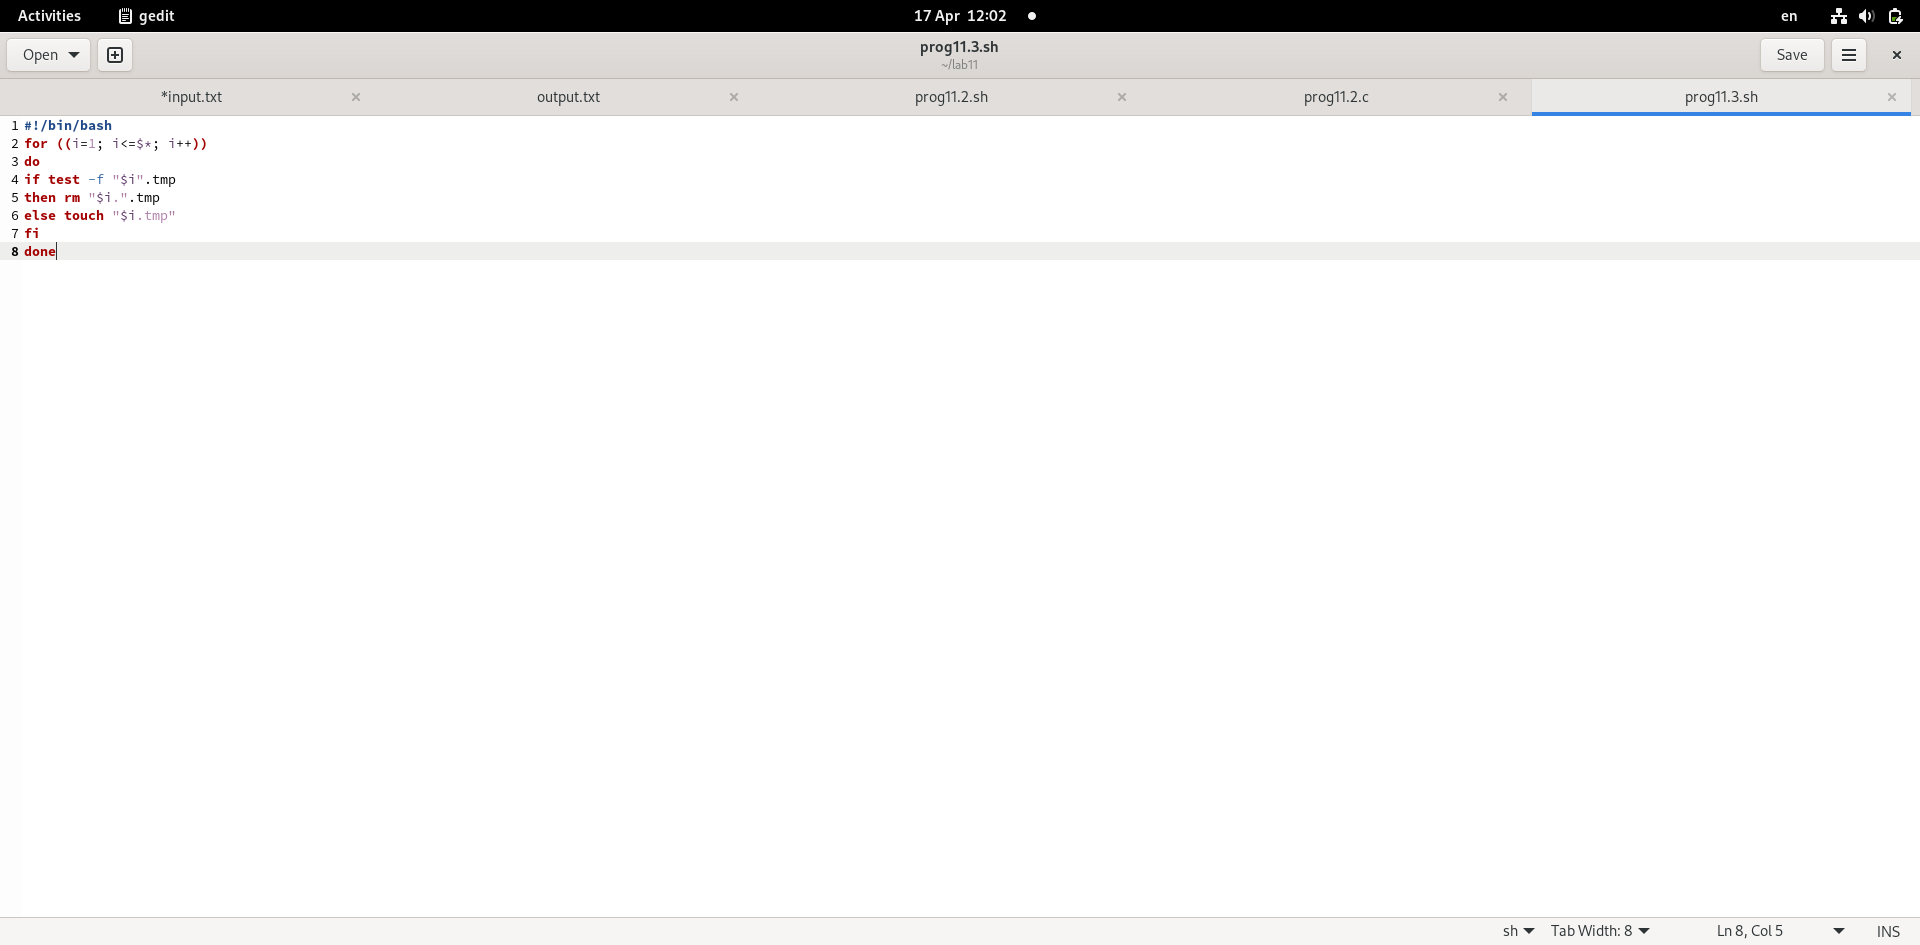 Activities gedit 17 Apr 12:02 en
Open prog11.3.sh Save
~/lab11
*input.txt output.txt prog11.2.sh prog11.2.c prog11.3.sh
1 #!/bin/bash
2 for ((i=1; i<=$*; i++))
3 do
4 if test -f "$i".tmp
5 then rm "$i.".tmp
6 else touch "$i.tmp"
7 fi
8 done
sh Tab Width: 8 Ln 8, Col 5 INS